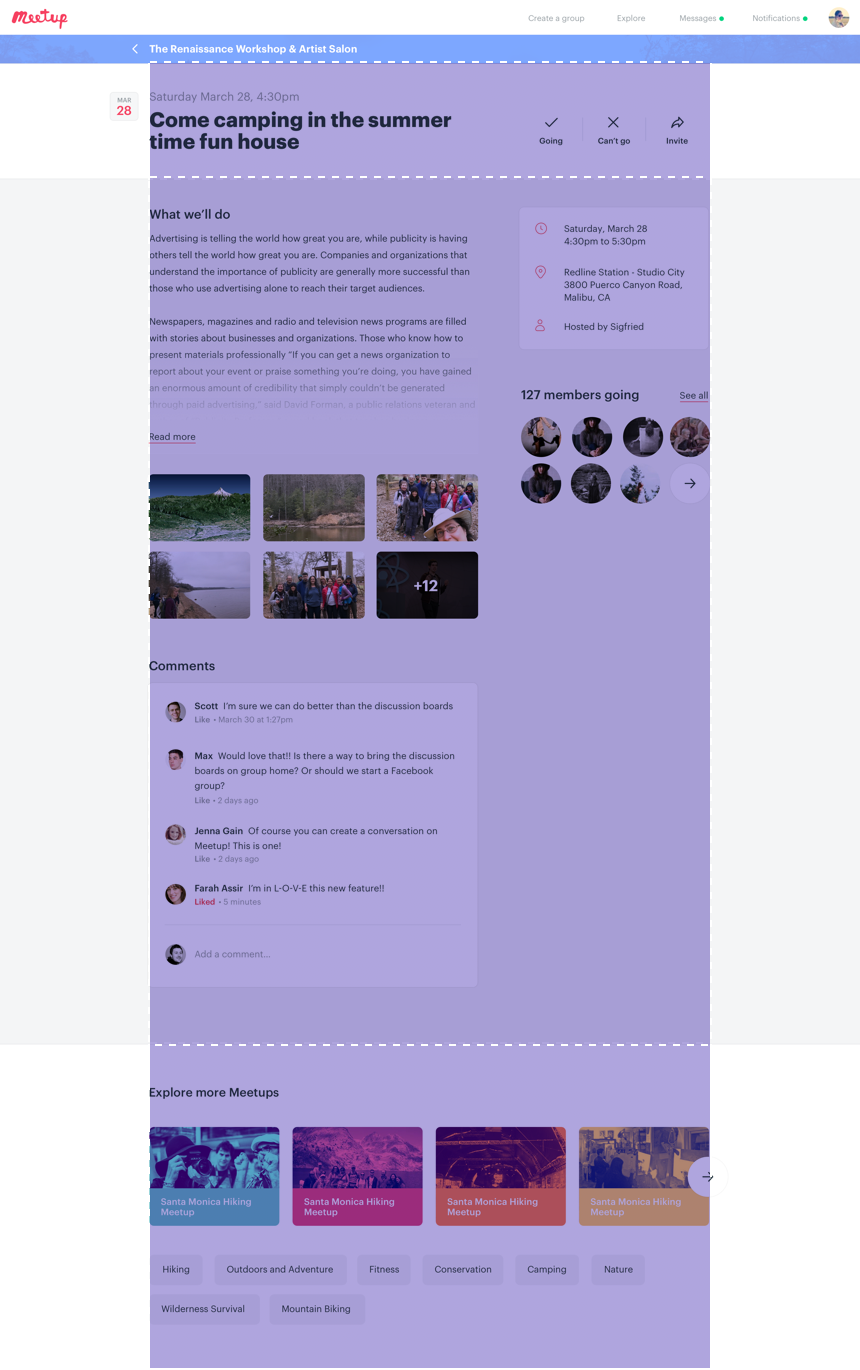 Meetup
Create a group
Explore
Messages
Notifications
The Renaissance Workshop & Artist Salon
MAR
28
Saturday March 28, 4:30pm
Come camping in the summer
time fun house
Going
Can't go
Invite
What we'll do
Advertising is telling the world how great you are, while publicity is having
others tell the world how great you are. Companies and organizations that
understand the importance of publicity are generally more successful than
those who use advertising alone to reach their target audiences.
Newspapers, magazines and radio and television news programs are filled
with stories about businesses and organizations. Those who know how to
present materials professionally “If you can get a news organization to
report about your event or praise something you're doing, you have gained
an enormous amount of credibility that simply couldn't be generated
through paid advertising.” said David Forman, a public relations veteran and
Read more
Saturday, March 28
4:30pm to 5:30pm
Redline Station - Studio City
3800 Puerco Canyon Road,
Malibu, CA
Hosted by Sigfried
127 members going
See all
+12
Comments
Scott I'm sure we can do better than the discussion boards
Like • March 30 at 1:27pm
Max Would love that!! Is there a way to bring the discussion
boards on group home? Or should we start a Facebook
group?
Like • 2 days ago
Jenna Gain Of course you can create a conversation on
Meetup! This is one!
Like • 2 days ago
Farah Assir I'm in L-O-V-E this new feature!!
Liked • 5 minutes
Add a comment...
Explore more Meetups
Santa Monica Hiking
Meetup
Santa Monica Hiking
Meetup
Santa Monica Hiking
Meetup
Santa Monica Hiking
Meetup
Hiking
Outdoors and Adventure
Fitness
Conservation
Camping
Nature
Wilderness Survival
Mountain Biking